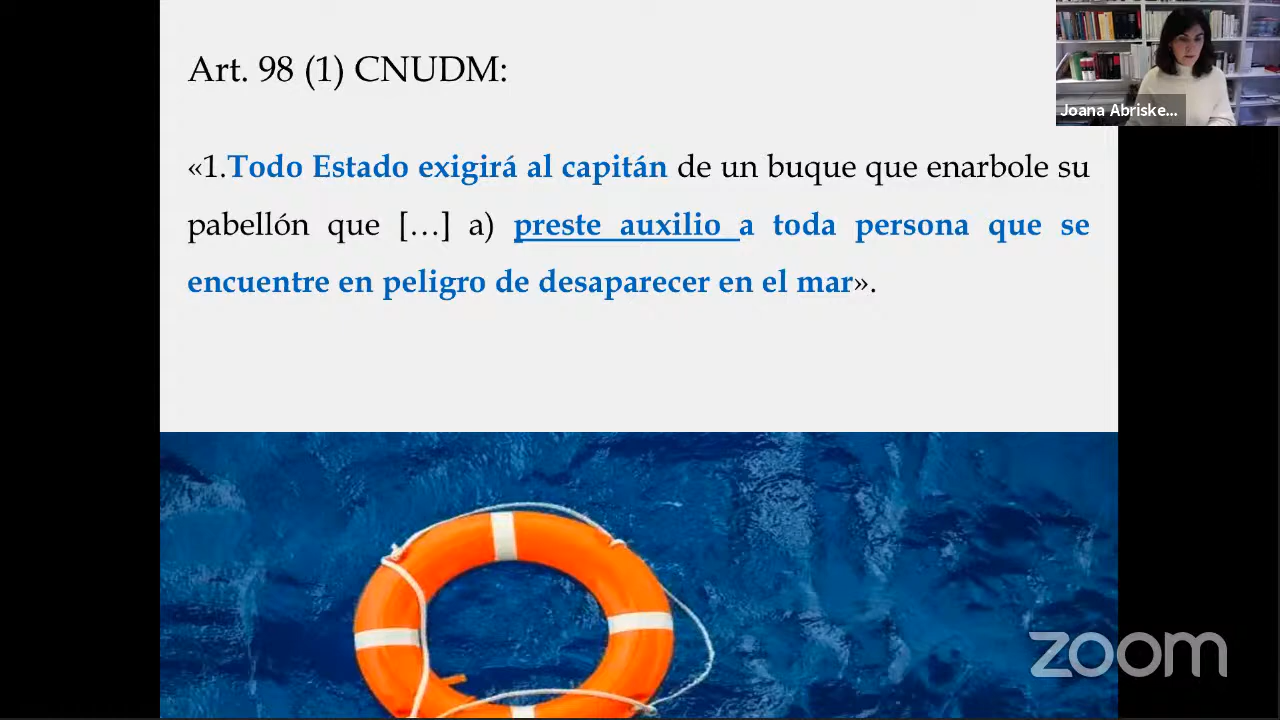 Art. 98 (1) CNUDM:
«1.Todo Estado exigirá al capitán de un buque que enarbole su
pabellón que […] a) preste auxilio a toda persona que se
encuentre en peligro de desaparecer en el mar».
Joana Abriske...
zoom